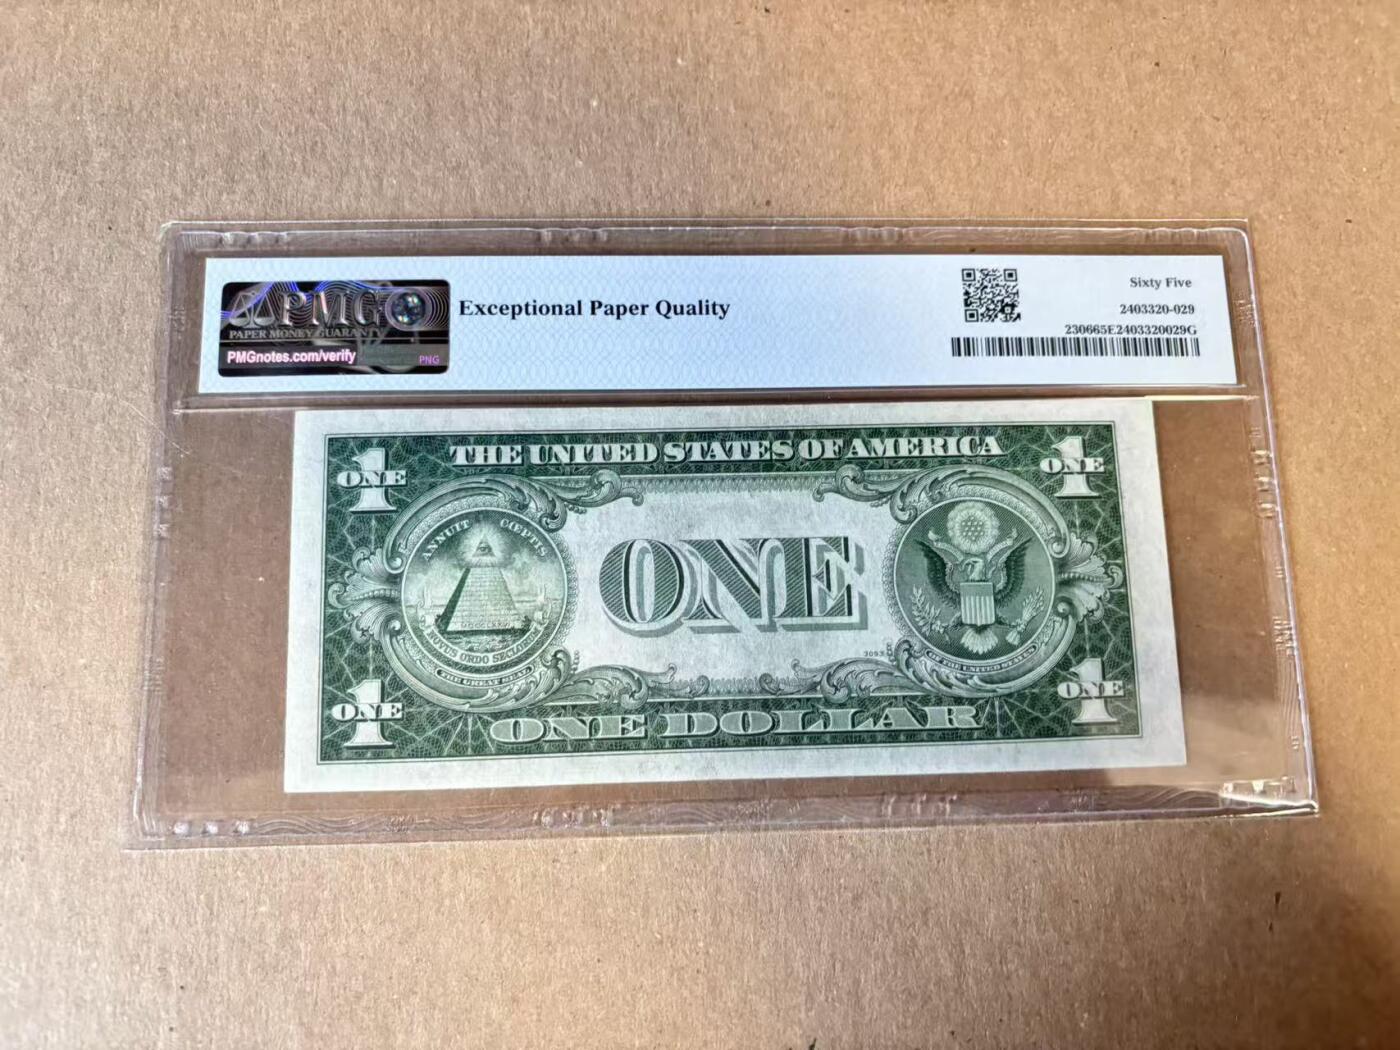 PMG
PAPER MONEY GUARANTY
PMGnotes.com/verify
PNG
Exceptional Paper Quality
Sixty Five
2403320-029
230665E2403320029G
THE UNITED STATES OF AMERICA
ONE
1
ONE
1
ANNUIT CŒPTIS
MDCCLXXVI
NOVUS ORDO SECLORUM
THE GREAT SEAL
ONE
OF THE UNITED STATES
ONE
1
ONE DOLLAR
ONE
1